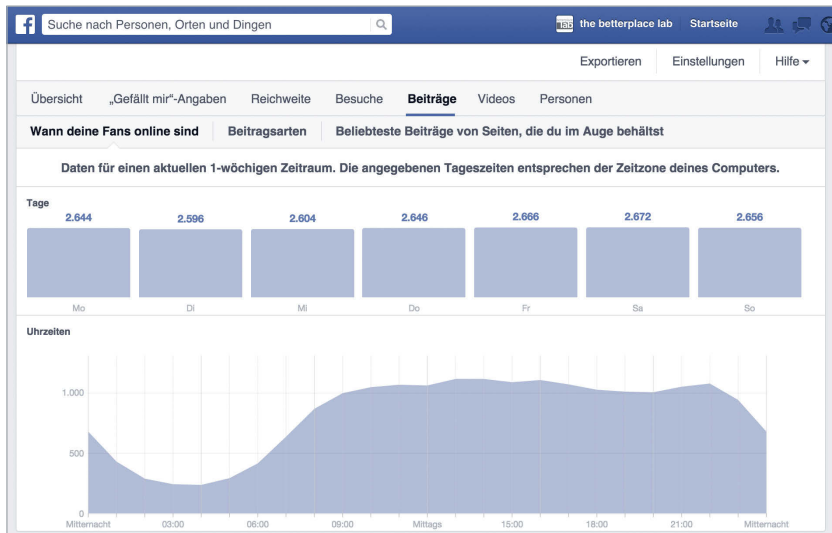 f Suche nach Personen, Orten und Dingen lab the betterplace lab Startseite
Exportieren Einstellungen Hilfe
Übersicht „Gefällt mir“-Angaben Reichweite Besuche Beiträge Videos Personen
Wann deine Fans online sind Beitragsarten Beliebteste Beiträge von Seiten, die du im Auge behältst
Daten für einen aktuellen 1-wöchigen Zeitraum. Die angegebenen Tageszeiten entsprechen der Zeitzone deines Computers.
Tage
2.644 2.596 2.604 2.646 2.666 2.672 2.656
Mo Di Mi Do Fr Sa So
Uhrzeiten
1.000
500
0
Mitternacht 03:00 06:00 09:00 Mittags 15:00 18:00 21:00 Mitternacht